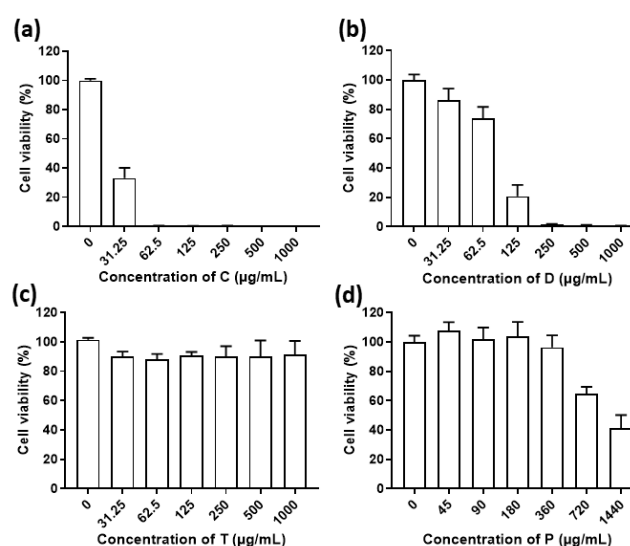 (a)
Cell viability (%)
120
100
80
60
40
20
0
0 31.25 62.5 125 250 500 1000
Concentration of C (µg/mL)
(b)
Cell viability (%)
120
100
80
60
40
20
0
0 31.25 62.5 125 250 500 1000
Concentration of D (µg/mL)
(c)
Cell viability (%)
120
100
80
60
40
20
0
0 31.25 62.5 125 250 500 1000
Concentration of T (µg/mL)
(d)
Cell viability (%)
120
100
80
60
40
20
0
0 45 90 180 360 720 1440
Concentration of P (µg/mL)